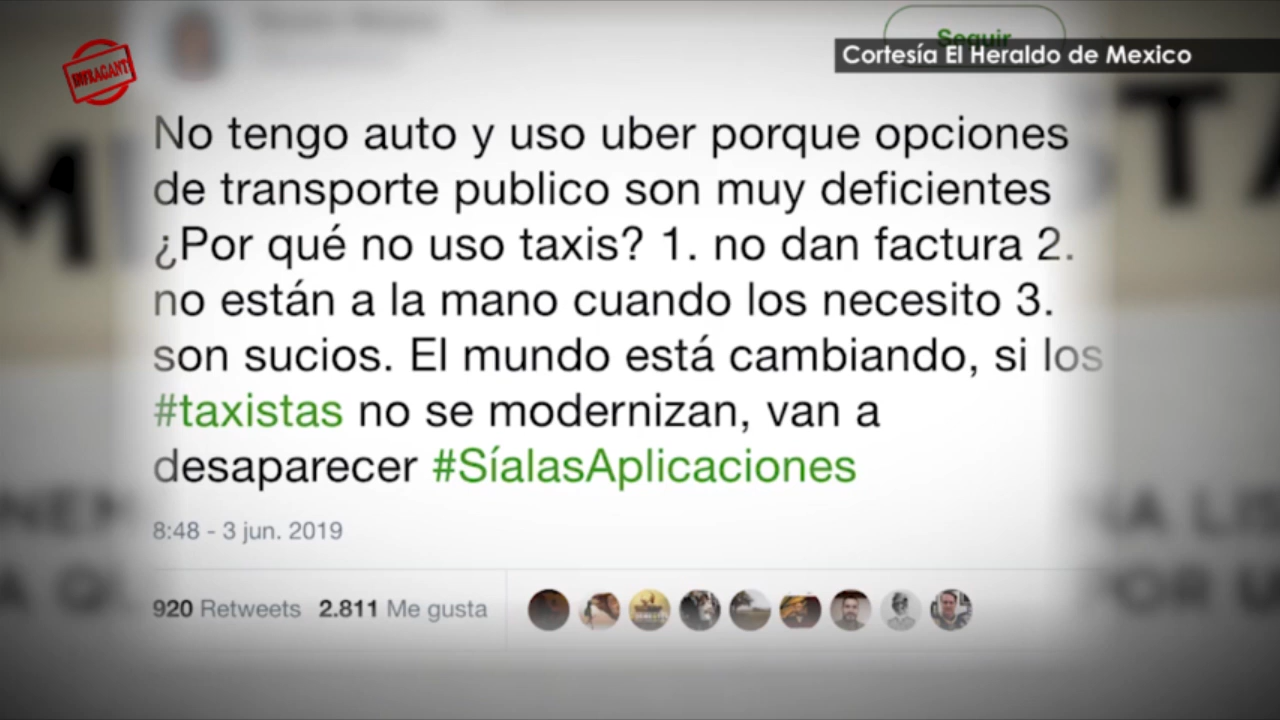 Seguir
Cortesía El Heraldo de Mexico
INFRAGANTI
No tengo auto y uso uber porque opciones
de transporte publico son muy deficientes
¿Por qué no uso taxis? 1. no dan factura 2.
no están a la mano cuando los necesito 3.
son sucios. El mundo está cambiando, si los
#taxistas no se modernizan, van a
desaparecer #SíalasAplicaciones
8:48 - 3 jun. 2019
920 Retweets 2.811 Me gusta